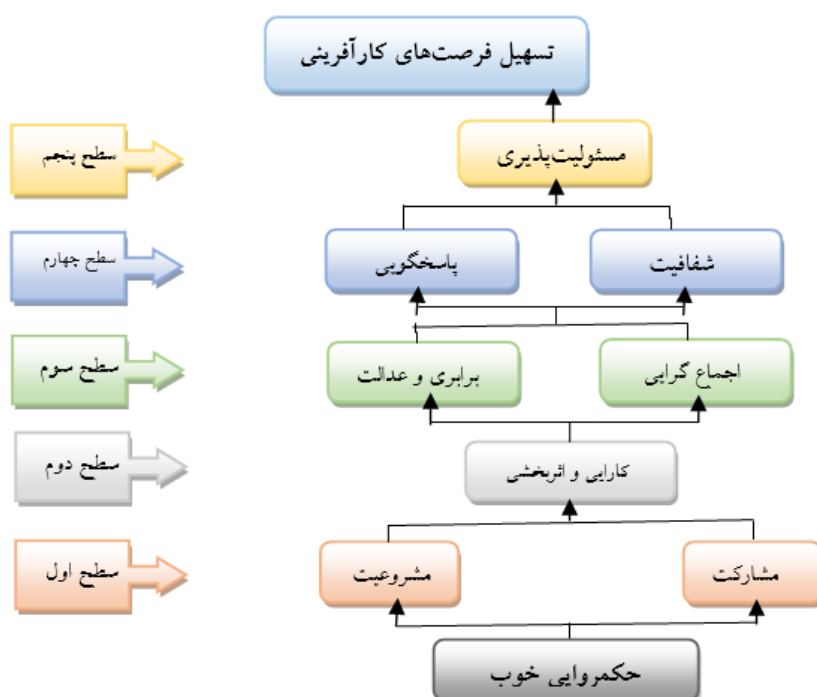 تسهیل فرصت‌های کارآفرینی
مسئولیت‌پذیری
سطح پنجم
شفافیت
پاسخگویی
سطح چهارم
اجماع گرایی
برابری و عدالت
سطح سوم
کارایی و اثربخشی
سطح دوم
مشارکت
مشروعیت
سطح اول
حکمروایی خوب